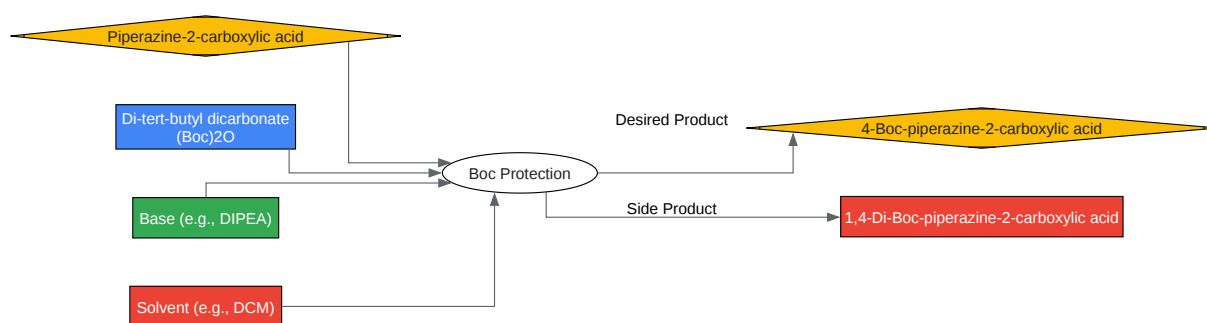 Piperazine-2-carboxylic acid
Di-tert-butyl dicarbonate
(Boc)2O
Desired Product
4-Boc-piperazine-2-carboxylic acid
Boc Protection
Base (e.g., DIPEA)
Side Product
1,4-Di-Boc-piperazine-2-carboxylic acid
Solvent (e.g., DCM)